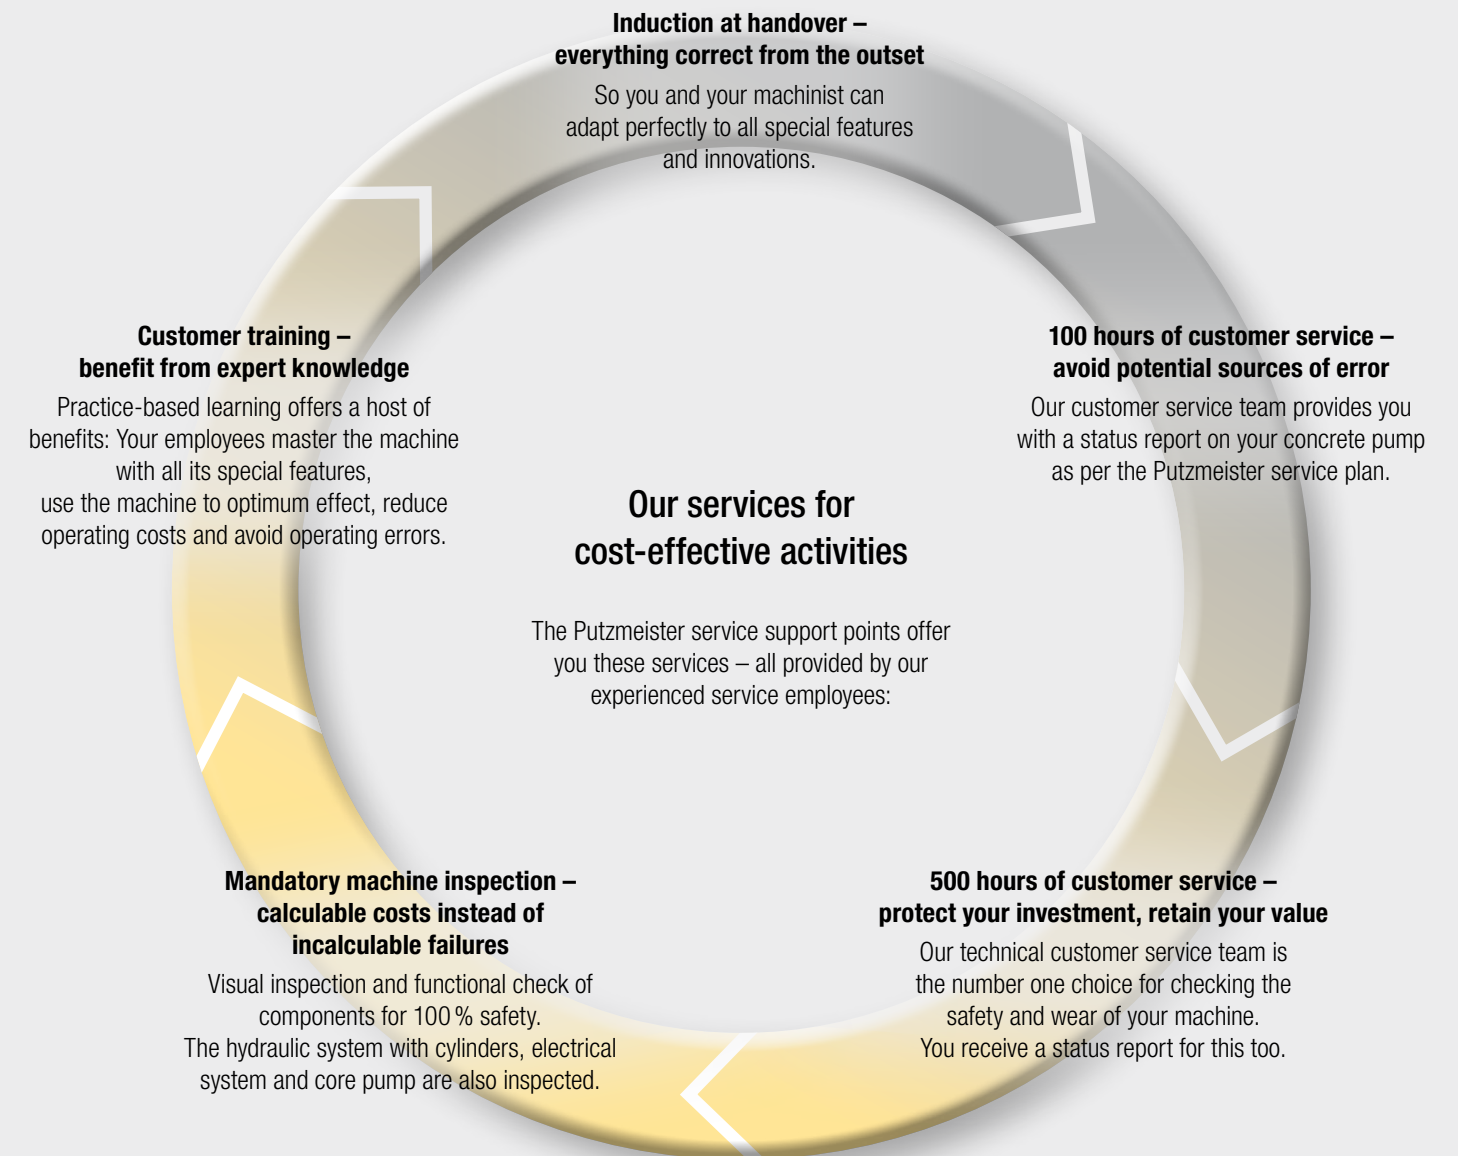 Induction at handover –
everything correct from the outset
So you and your machinist can
adapt perfectly to all special features
and innovations.
Customer training –
benefit from expert knowledge
Practice-based learning offers a host of
benefits: Your employees master the machine
with all its special features,
use the machine to optimum effect, reduce
operating costs and avoid operating errors.
100 hours of customer service –
avoid potential sources of error
Our customer service team provides you
with a status report on your concrete pump
as per the Putzmeister service plan.
Our services for
cost-effective activities
The Putzmeister service support points offer
you these services – all provided by our
experienced service employees:
Mandatory machine inspection –
calculable costs instead of
incalculable failures
Visual inspection and functional check of
components for 100 % safety.
The hydraulic system with cylinders, electrical
system and core pump are also inspected.
500 hours of customer service –
protect your investment, retain your value
Our technical customer service team is
the number one choice for checking the
safety and wear of your machine.
You receive a status report for this too.